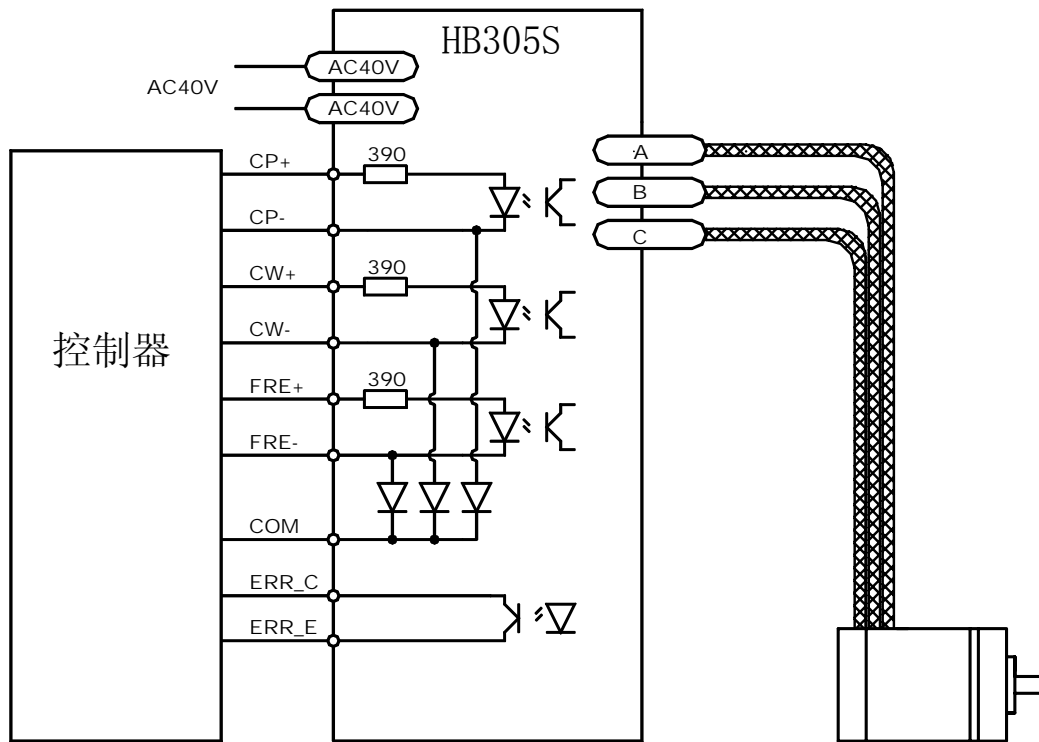 HB305S
AC40V
AC40V
AC40V
A
B
C
控制器
CP+
390
CP-
CW+
390
CW-
FRE+
390
FRE-
COM
ERR_C
ERR_E